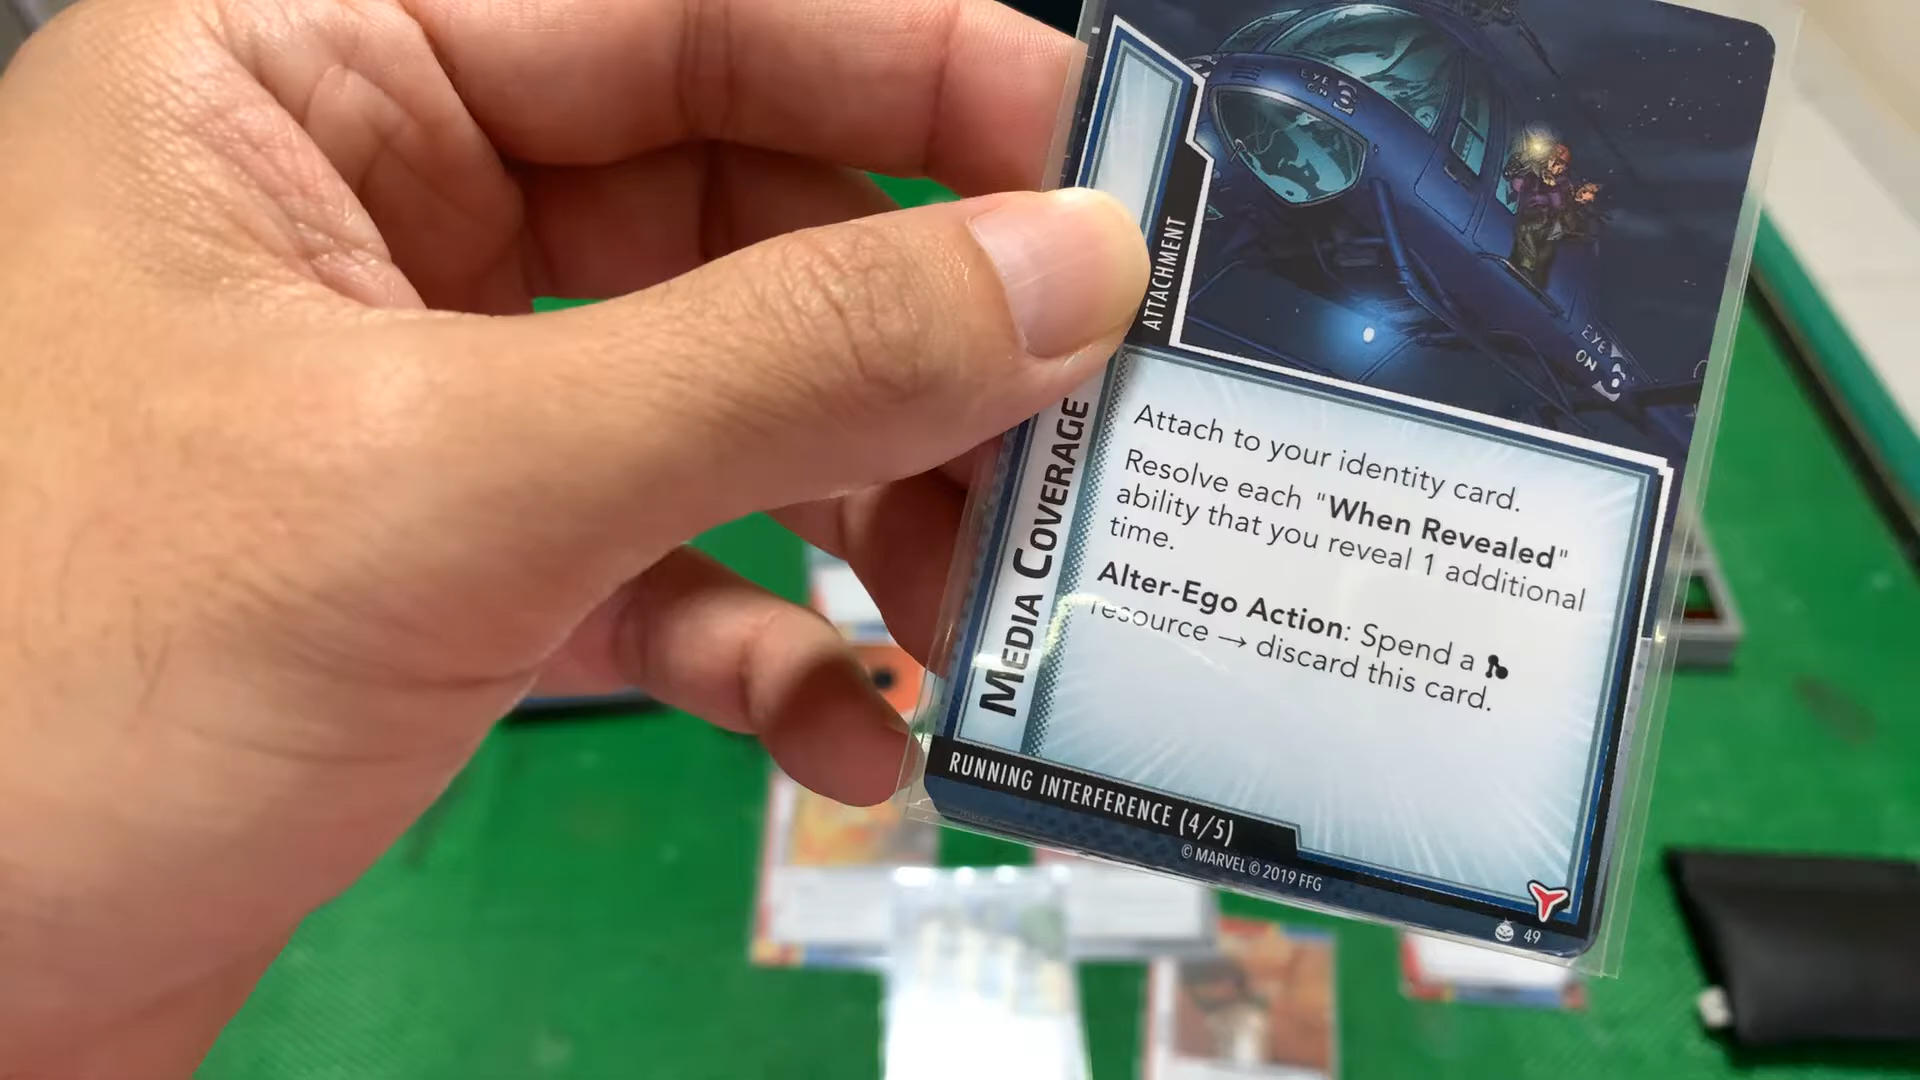 EYE
ON
EYE
ON
ATTACHMENT
MEDIA COVERAGE
Attach to your identity card.
Resolve each "When Revealed"
ability that you reveal 1 additional
time.
Alter-Ego Action: Spend a
resource → discard this card.
RUNNING INTERFERENCE (4/5)
© MARVEL © 2019 FFG
49